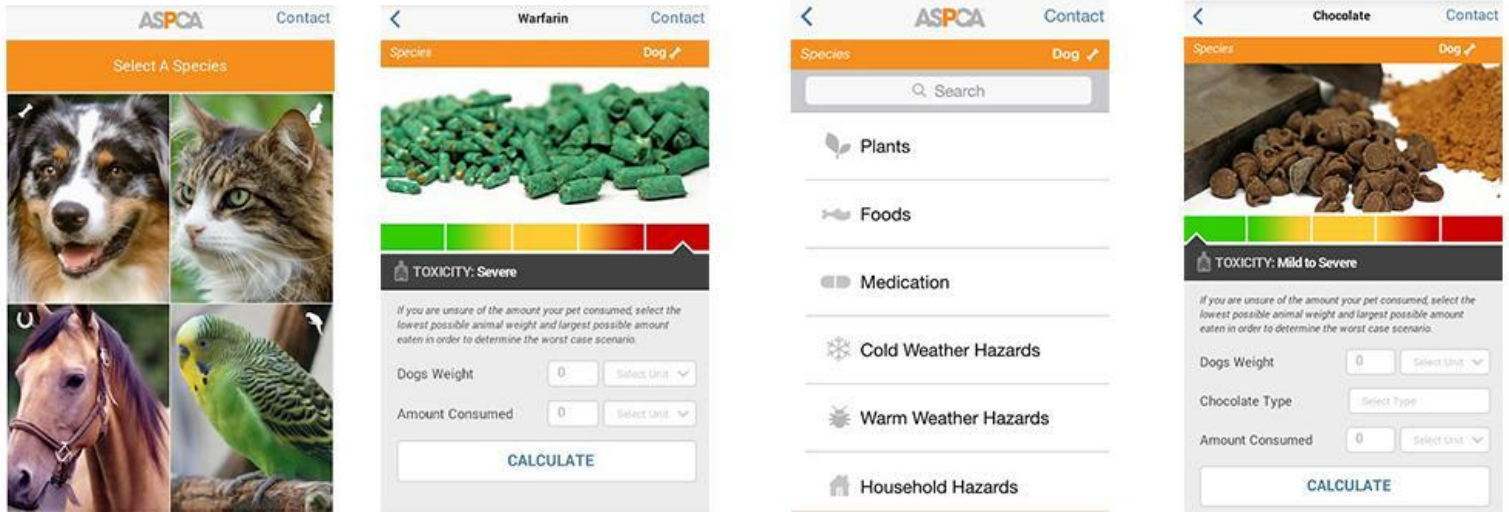 ASPCA
Contact
Select A Species
Warfarin
Contact
Species
Dog
TOXICITY: Severe
If you are unsure of the amount your pet consumed, select the
lowest possible animal weight and largest possible amount
eaten in order to determine the worst case scenario.
Dogs Weight
0
Select Unit
Amount Consumed
0
Select Unit
CALCULATE
ASPCA
Contact
Species
Dog
Search
Plants
Foods
Medication
Cold Weather Hazards
Warm Weather Hazards
Household Hazards
Chocolate
Contact
Species
Dog
TOXICITY: Mild to Severe
If you are unsure of the amount your pet consumed, select the
lowest possible animal weight and largest possible amount
eaten in order to determine the worst case scenario.
Dogs Weight
0
Select Unit
Chocolate Type
Select Type
Amount Consumed
0
Select Unit
CALCULATE